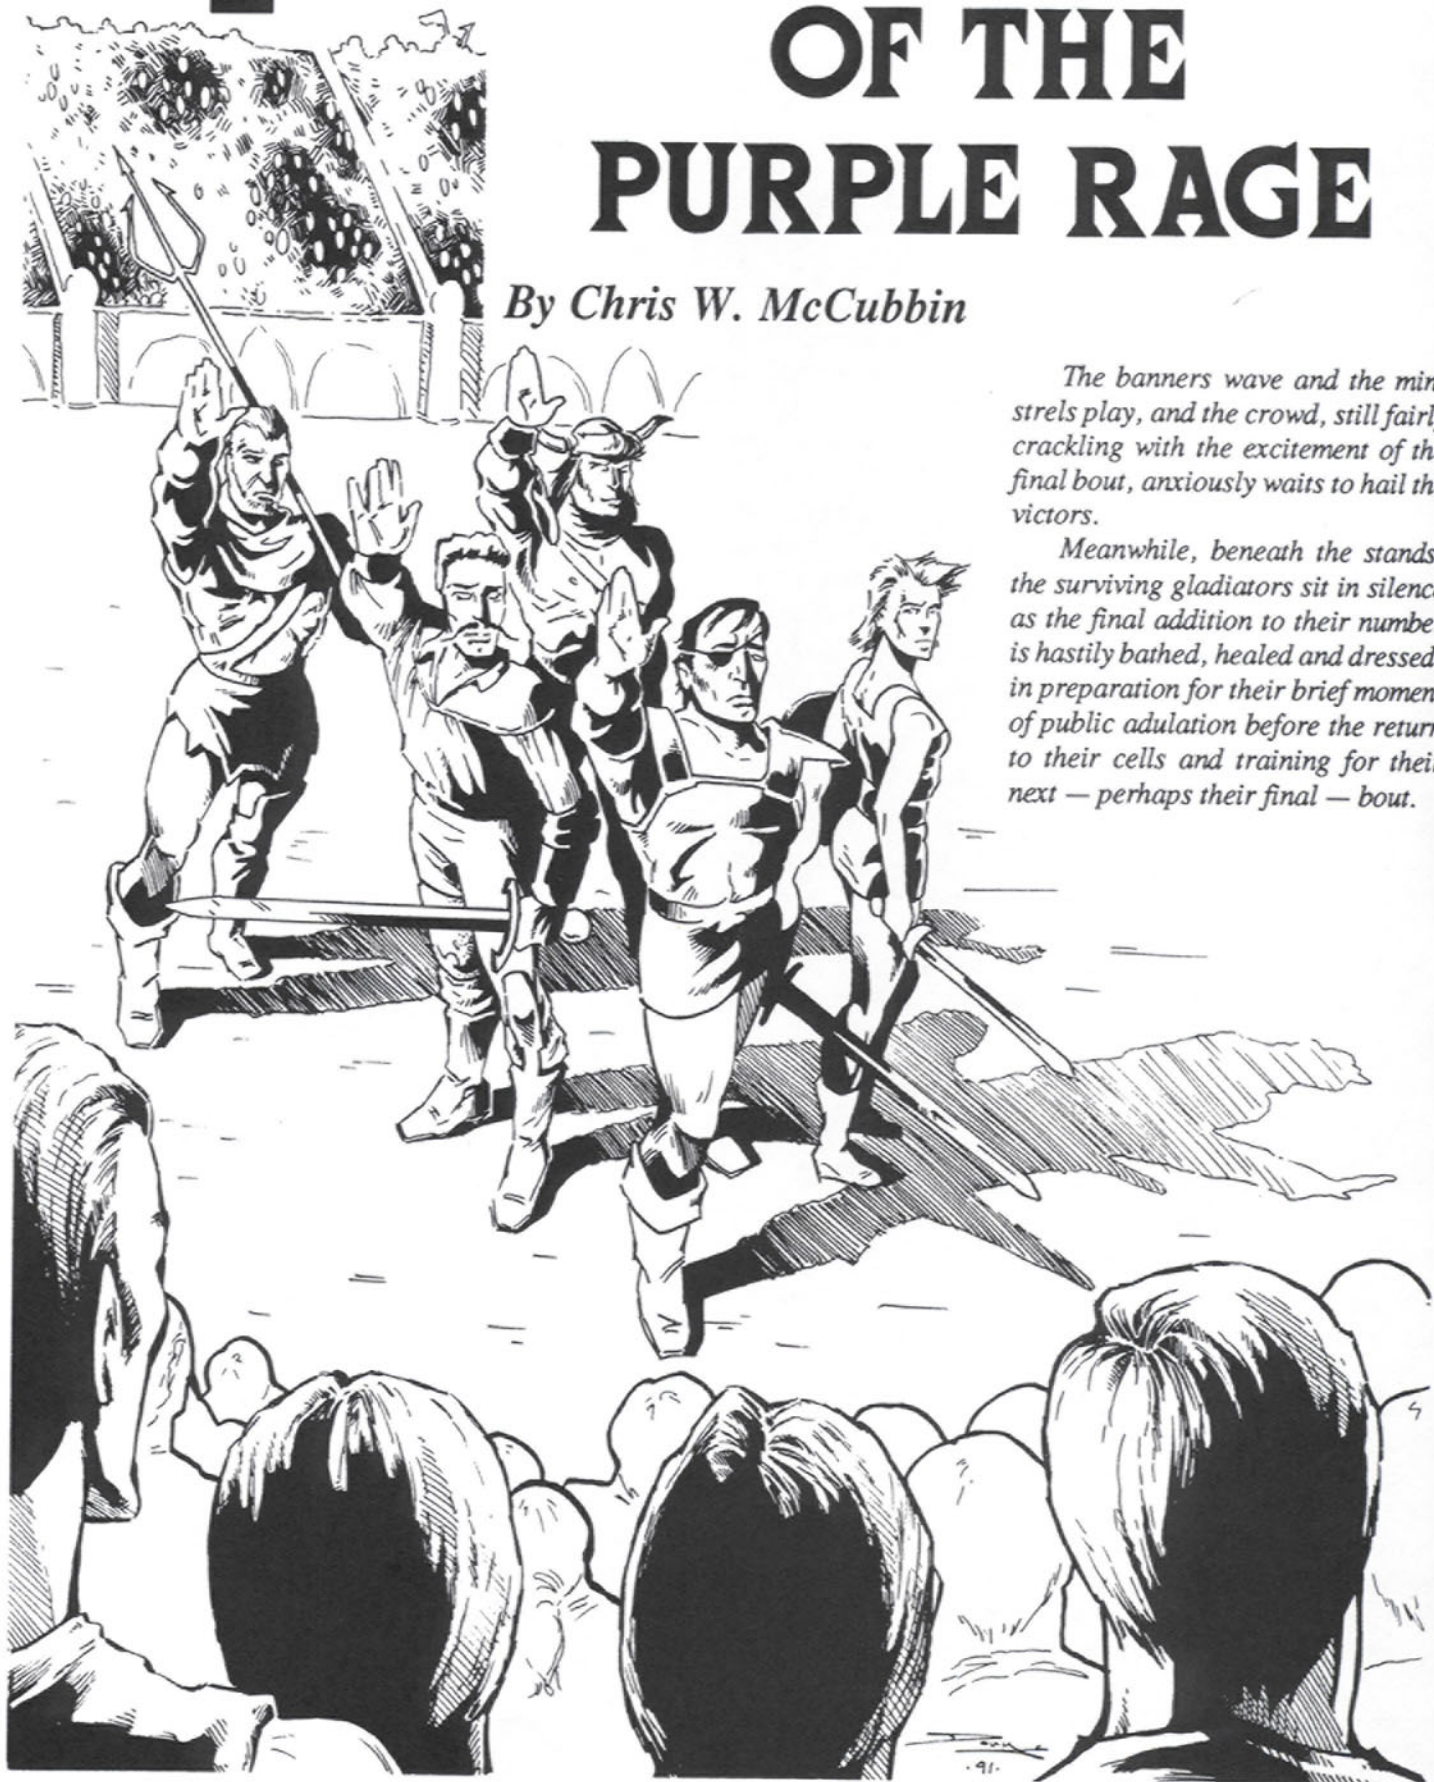 OF THE
PURPLE RAGE
By Chris W. McCubbin
The banners wave and the min
strels play, and the crowd, still fairl
crackling with the excitement of th
final bout, anxiously waits to hail th
victors.
Meanwhile, beneath the stands
the surviving gladiators sit in silenc
as the final addition to their numbe
is hastily bathed, healed and dressed
in preparation for their brief momen
of public adulation before the return
to their cells and training for thei
next — perhaps their final — bout.
·91·